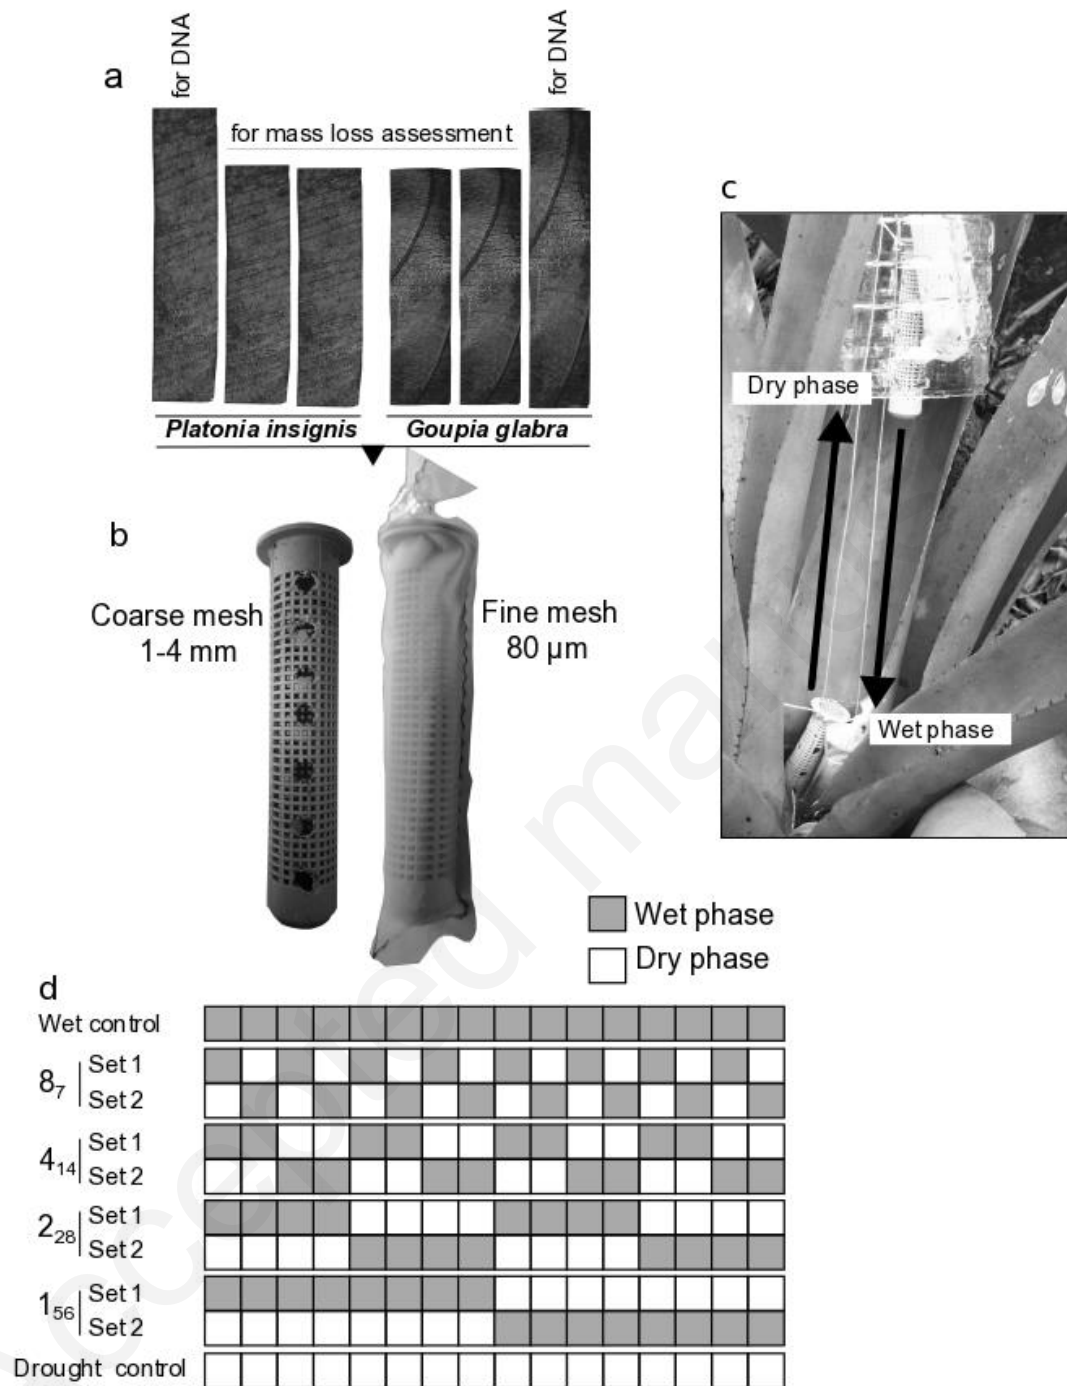 a
for DNA
for mass loss assessment
for DNA
Platonia insignis
Goupia glabra
b
Coarse mesh
1-4 mm
Fine mesh
80 µm
c
Dry phase
Wet phase
Wet phase
Dry phase
d
Wet control
8₇
Set 1
Set 2
4₁₄
Set 1
Set 2
2₂₈
Set 1
Set 2
1₅₆
Set 1
Set 2
Drought control
Accepted manu